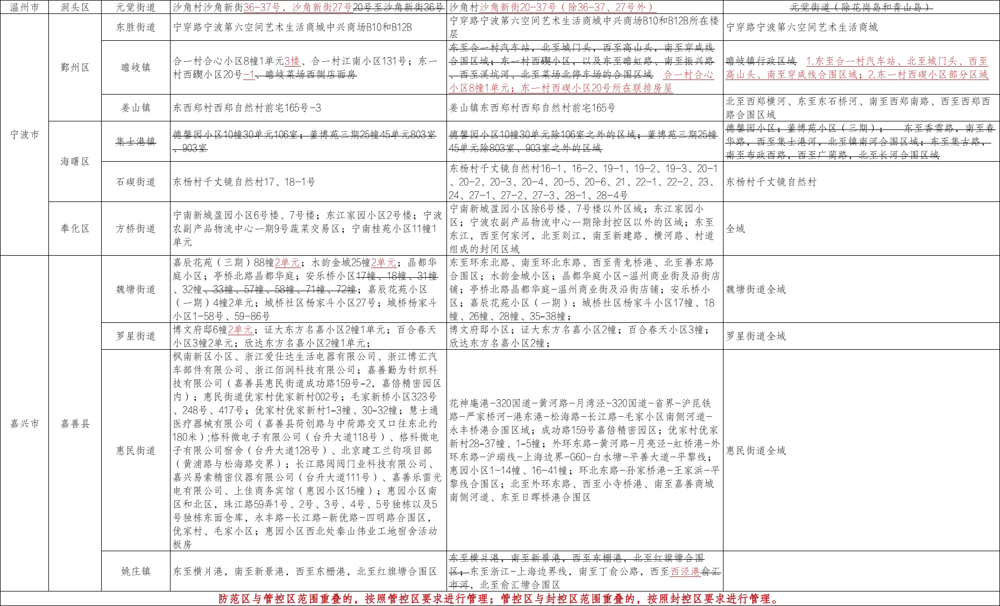 温州市 洞头区 元觉街道 沙角村沙角新街36-37号，沙角新街27号20号至沙角新街36号 沙角村沙角新街20-37号（除36-37、27号外） 元觉街道（除花岗岛和青山岛）
宁波市
鄞州区
东胜街道
宁穿路宁波第六空间艺术生活商城中兴商场B10和B12B
宁穿路宁波第六空间艺术生活商城中兴商场B10和B12B所在楼
层
宁穿路宁波第六空间艺术生活商城
瞻岐镇
合一村合心小区8幢1单元3楼、合一村江南小区131号；东一
村西碶小区20号-1、瞻岐菜场西侧店面房
东至合一村汽车站，北至城门头，西至高山头，南至穿咸线
合围区域；东一村西碶小区，以及东至瞻虹路、南至振兴路
、西至溪坑河、北至菜场北停车场的合围区域 合一村合心
小区8幢1单元；东一村西碶小区20号所在联排房屋
瞻岐镇行政区域 1.东至合一村汽车站、北至城门头、西至
高山头、南至穿咸线合围区域；2.东一村西碶小区部分区域
姜山镇
东西郑村西郑自然村前宅165号-3
姜山镇东西郑村西郑自然村前宅165号
北至西郑横河、东至东石桥河、南至西郑南路、西至西郑西
路合围区域
海曙区
集士港镇
德馨园小区10幢30单元106室；董博苑三期25幢45单元803室
、903室
德馨园小区10幢30单元除106室之外的区域；董博苑三期25幢
45单元除803室、903室之外的区域
德馨园小区；董博苑小区（三期）； 东至香雪路，南至春
华路，西至集士港河，北至镇南河合围区域；东至集古路，
南至布政西路，西至广蔺路，北至长河合围区域
石碶街道
东杨村千丈镜自然村17、18-1号
东杨村千丈镜自然村16-1、16-2、19-1、19-2、19-3、20-1
、20-2、20-3、20-4、20-5、20-6、21、22-1、22-2、23、
24、27-1、27-2、27-3、28-1、28-4号
东杨村千丈镜自然村
奉化区
方桥街道
宁南新城盈园小区6号楼、7号楼；东江家园小区2号楼；宁波
农副产品物流中心一期9号蔬菜交易区；宁南桂苑小区11幢1
单元
宁南新城盈园小区除6号楼、7号楼以外区域；东江家园小
区；宁波农副产品物流中心一期除封控区以外的区域；东至
东江，西至何家河，北至剡江，南至新建路、横河路、村道
组成的封闭区域
全域
嘉兴市
嘉善县
魏塘街道
嘉辰花苑（三期）88幢2单元；水韵金城25幢2单元；晶都华
庭小区；亭桥北路晶都华庭；安乐桥小区17幢、18幢、31幢
、32幢、33幢、57幢、58幢、71幢、72幢；嘉辰花苑小区
（一期）4幢2单元；城桥社区杨家斗小区27号；城桥杨家斗
小区1-58号、59-86号
东至环东北路、南至环北东路、西至青龙桥港、北至善东路
合围区；水韵金城小区；晶都华庭小区-温州商业街及沿街店
铺；亭桥北路晶都华庭-温州商业街及沿街店铺；安乐桥小
区；嘉辰花苑小区（一期）；城桥社区杨家斗小区17幢、18
幢、26幢、28幢、35-38幢；
魏塘街道全域
罗星街道
博文府邸6幢2单元；证大东方名嘉小区2幢1单元；百合春天
小区3幢2单元；欣达东方名嘉小区2幢1单元；
博文府邸小区；证大东方名嘉小区2幢；百合春天小区3幢；
欣达东方名嘉小区2幢；
罗星街道全域
惠民街道
枫南新区小区、浙江爱仕达生活电器有限公司、浙江博汇汽
车部件有限公司、浙江佰润科技有限公司；嘉善勤为针织科
技有限公司（嘉善县惠民街道成功路159号-2，嘉倍精密园区
内）；惠民街道优家村优家新村002号；毛家新桥小区323号
、248号、417号；优家村优家新村1-3幢、30-32幢；慧士通
医疗器械有限公司（嘉善县荷创路与中荷路交叉口往东北约
180米）;格科微电子有限公司（台升大道118号）、格科微电
子有限公司宿舍（台升大道128号）、北京建工兰钧项目部
（黄浦路与松海路交界）；长江路闼闼门业科技有限公司、
嘉兴易索精密仪器有限公司（台升大道111号）、嘉善乐雷光
电有限公司、上佳商务宾馆（惠园小区15幢）；惠园小区南
区和北区，珠江路59弄1号、2号、3号、4号、5号独栋以及5
号独栋东面仓库，永丰路-长江路-新优路-四明路合围区，
优家村、毛家小区；惠园小区西北处秦山伟业工地宿舍活动
板房
花神庵港-320国道-黄河路-月湾泾-320国道-省界-沪昆铁
路-严家桥河-港东港-松海路-长江路-毛家小区南侧河道-
永丰桥港合围区域；成功路159号嘉倍精密园区；优家村优家
新村28-37幢、1-5幢；外环东路-黄河路-月亮泾-虹桥港-外
环东路-沪瑞线-上海边界-G60-白水塘-平善大道-平黎线；
惠园小区1-14幢、16-41幢；环北东路-孙家桥港-王家浜-平
黎线合围区；北至外环东路、西至小寺桥港、南至嘉善商城
南侧河道、东至日晖桥港合围区
惠民街道全域
姚庄镇
东至横爿港，南至新景港，西至东栅港，北至红旗塘合围区
东至横爿港，南至新景港，西至东栅港，北至红旗塘合围
区；东至浙江-上海边界线，南至丁俞公路，西至西泾港俞汇
市河，北至俞汇塘合围区
防范区与管控区范围重叠的，按照管控区要求进行管理；管控区与封控区范围重叠的，按照封控区要求进行管理。